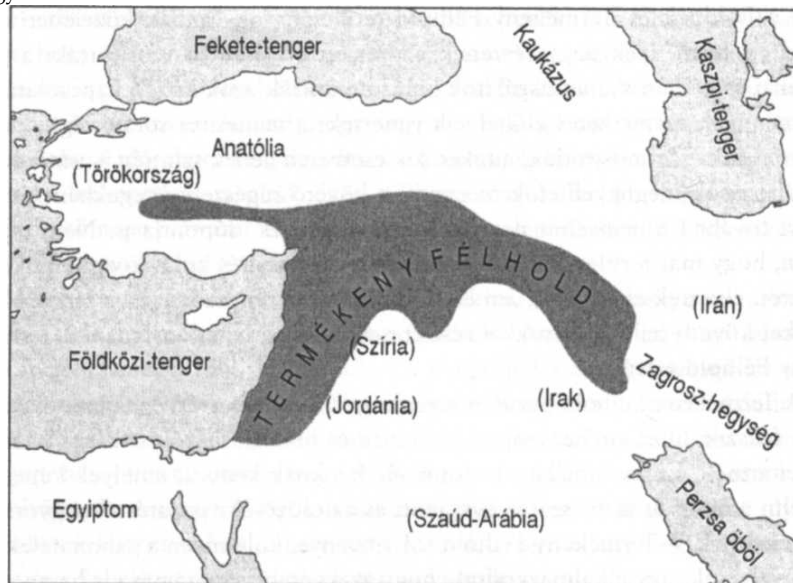 Fekete-tenger
Kaukázus
Kaszpi-tenger
Anatólia
(Törökország)
TERMÉKENY FÉLHOLD
(Irán)
Földközi-tenger
(Szíria)
(Jordánia)
(Irak)
Zagrosz-hegység
Egyiptom
(Szaúd-Arábia)
Perzsa öböl